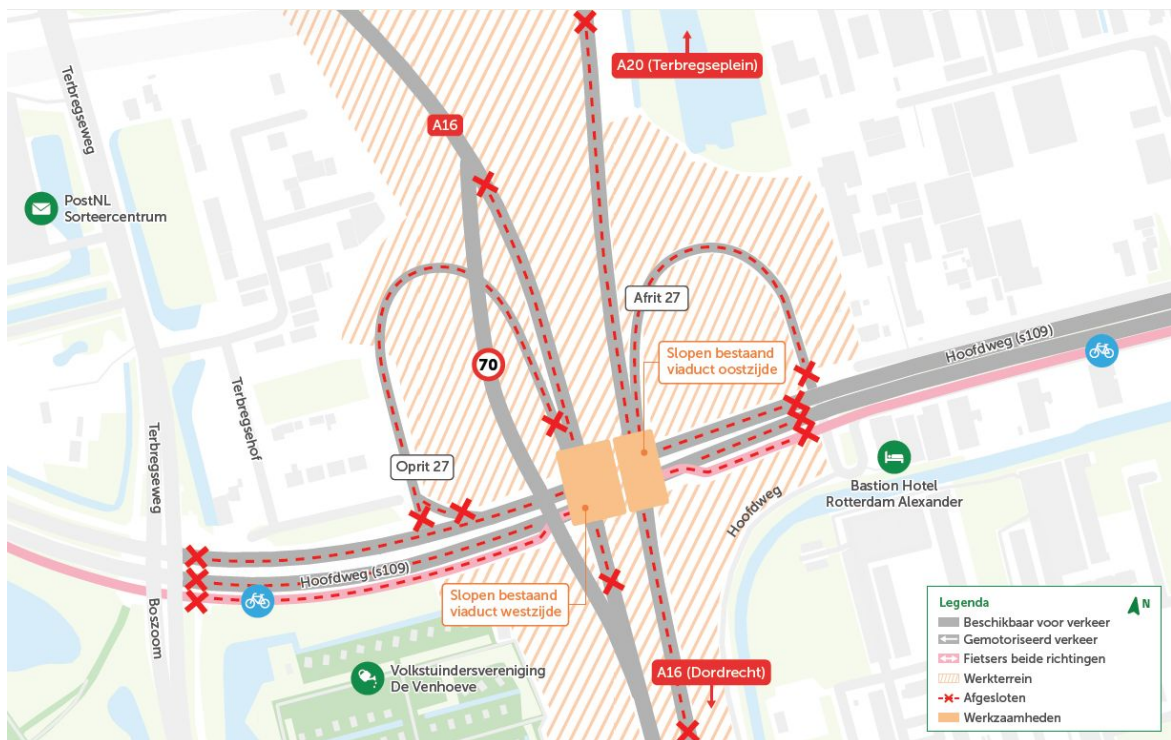 A20 (Terbregseplein)
Terbregseweg
A16
PostNL
Sorteercentrum
Afrit 27
Hoofdweg (s109)
Slopen bestaand
viaduct oostzijde
70
Terbregsehof
Terbregseweg
Oprit 27
Bastion Hotel
Rotterdam Alexander
Hoofdweg
Hoofdweg (s109)
Slopen bestaand
viaduct westzijde
Boszoom
Volkstuindersvereniging
De Venhoeve
A16 (Dordrecht)
Legenda
N
Beschikbaar voor verkeer
Gemotoriseerd verkeer
Fietsers beide richtingen
Werkterrein
Afgesloten
Werkzaamheden